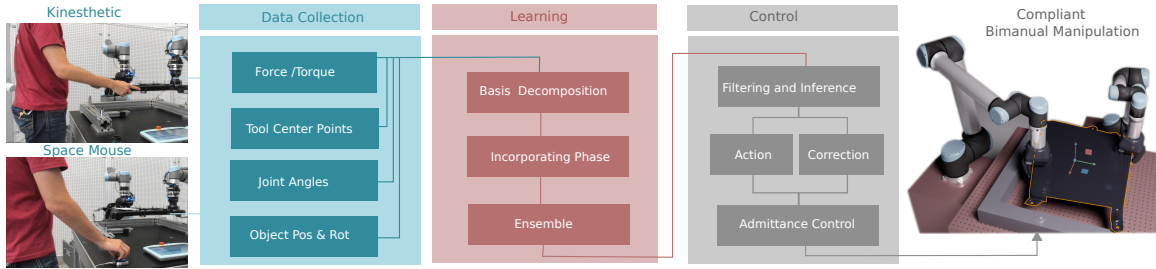 Kinesthetic
Space Mouse
Data Collection
Force /Torque
Tool Center Points
Joint Angles
Object Pos & Rot
Learning
Basis Decomposition
Incorporating Phase
Ensemble
Control
Filtering and Inference
Action
Correction
Admittance Control
Compliant
Bimanual Manipulation